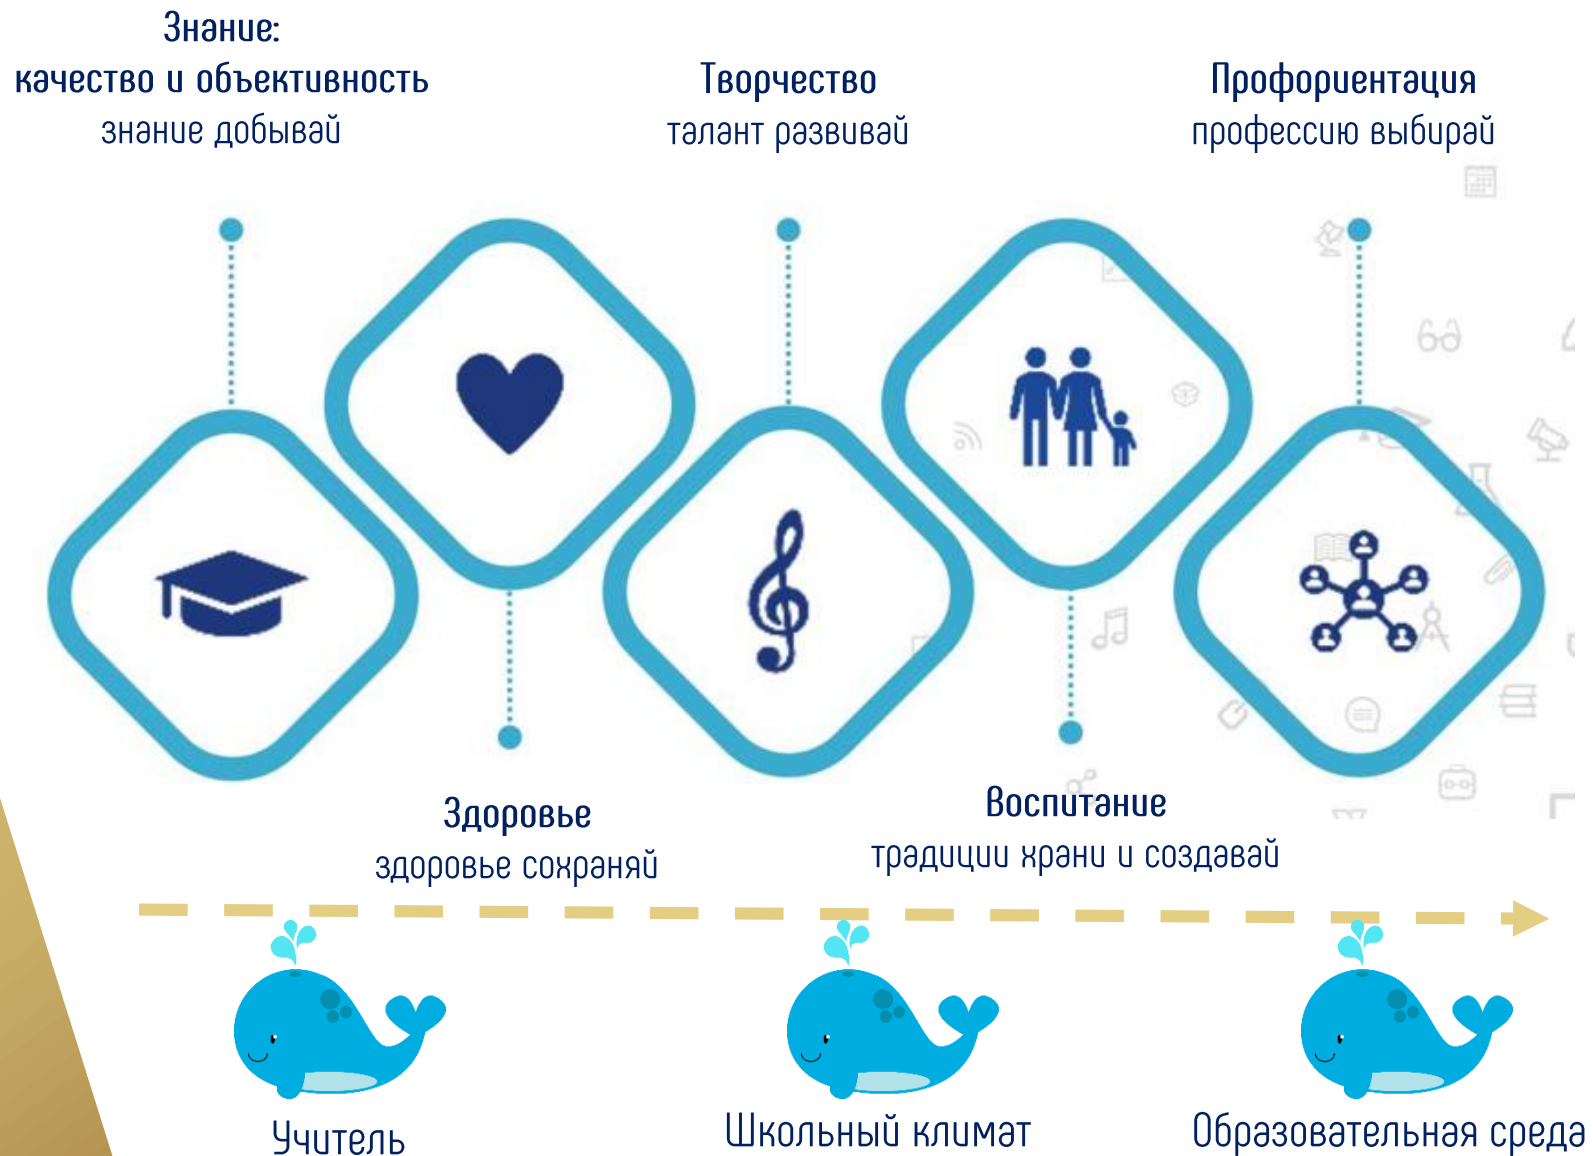 Знание:
качество и объективность
знание добывай
Творчество
талант развивай
Профориентация
профессию выбирай
Здоровье
здоровье сохраняй
Воспитание
традиции храни и создавай
Учитель
Школьный климат
Образовательная среда